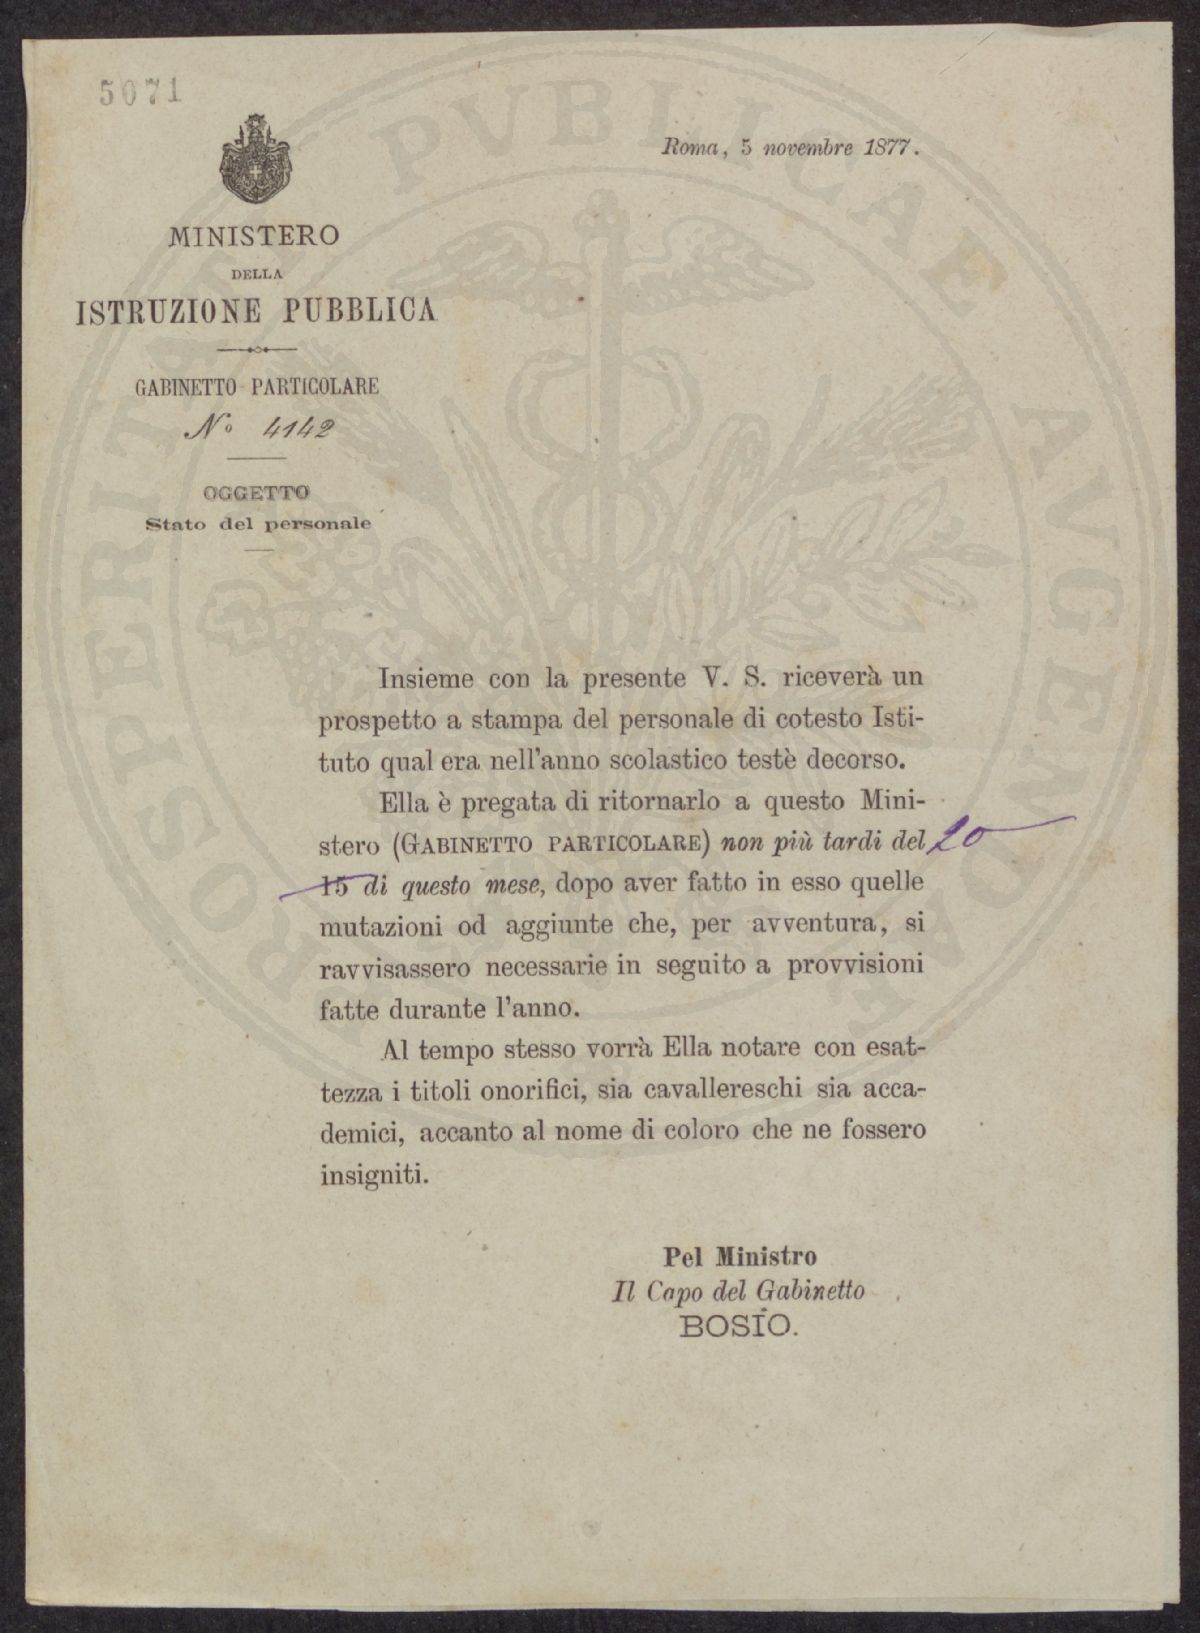 5071
Roma, 5 novembre 1877.
MINISTERO
DELLA
ISTRUZIONE PUBBLICA
GABINETTO PARTICOLARE
N.o 4142
OGGETTO
Stato del personale
Insieme con la presente V. S. riceverà un
prospetto a stampa del personale di cotesto Isti-
tuto qual era nell'anno scolastico testè decorso.
Ella è pregata di ritornarlo a questo Mini-
stero (GABINETTO PARTICOLARE) non più tardi del 20
15 di questo mese, dopo aver fatto in esso quelle
mutazioni od aggiunte che, per avventura, si
ravvisassero necessarie in seguito a provvisioni
fatte durante l'anno.
Al tempo stesso vorrà Ella notare con esat-
tezza i titoli onorifici, sia cavallereschi sia acca-
demici, accanto al nome di coloro che ne fossero
insigniti.
Pel Ministro
Il Capo del Gabinetto
BOSIO.
PROSPERITATI PVBLICAE AVGENDAE